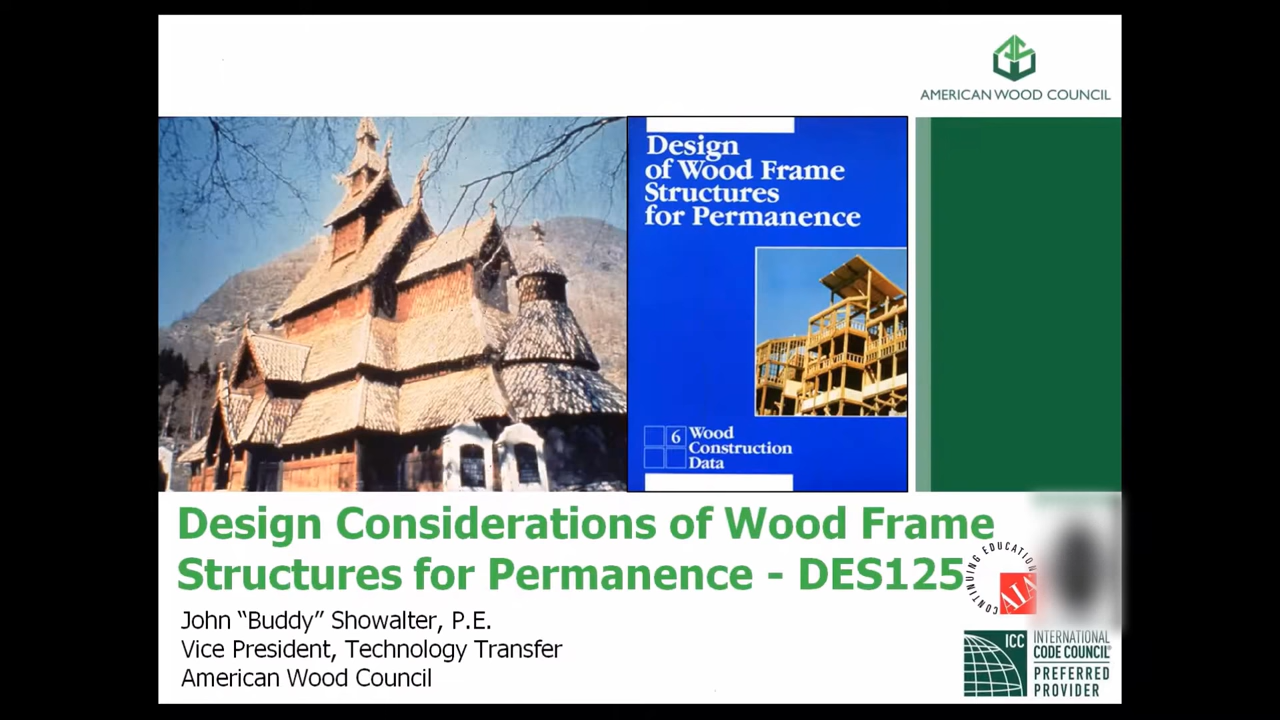 AMERICAN WOOD COUNCIL
Design
of Wood Frame
Structures
for Permanence
6 Wood
Construction
Data
Design Considerations of Wood Frame
Structures for Permanence - DES125
John “Buddy” Showalter, P.E.
Vice President, Technology Transfer
American Wood Council
CONTINUING EDUCATION
AIA
ICC INTERNATIONAL
CODE COUNCIL®
PREFERRED
PROVIDER